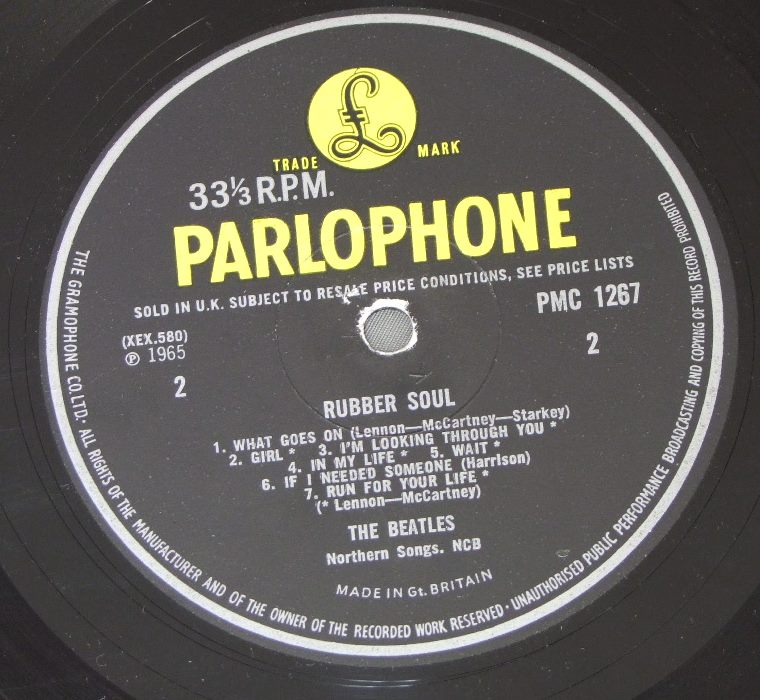 £
TRADE MARK
33⅓ R.P.M.
PARLOPHONE
SOLD IN U.K. SUBJECT TO RESALE PRICE CONDITIONS, SEE PRICE LISTS
PMC 1267
(XEX.580)
℗ 1965
2
2
RUBBER SOUL
1. WHAT GOES ON (Lennon—McCartney—Starkey)
2. GIRL * 3. I'M LOOKING THROUGH YOU *
4. IN MY LIFE * 5. WAIT *
6. IF I NEEDED SOMEONE (Harrison)
7. RUN FOR YOUR LIFE *
(* Lennon—McCartney)
THE BEATLES
Northern Songs. NCB
MADE IN Gt. BRITAIN
THE GRAMOPHONE CO. LTD. · ALL RIGHTS OF THE MANUFACTURER AND OF THE OWNER OF THE RECORDED WORK RESERVED · UNAUTHORISED PUBLIC PERFORMANCE BROADCASTING AND COPYING OF THIS RECORD PROHIBITED